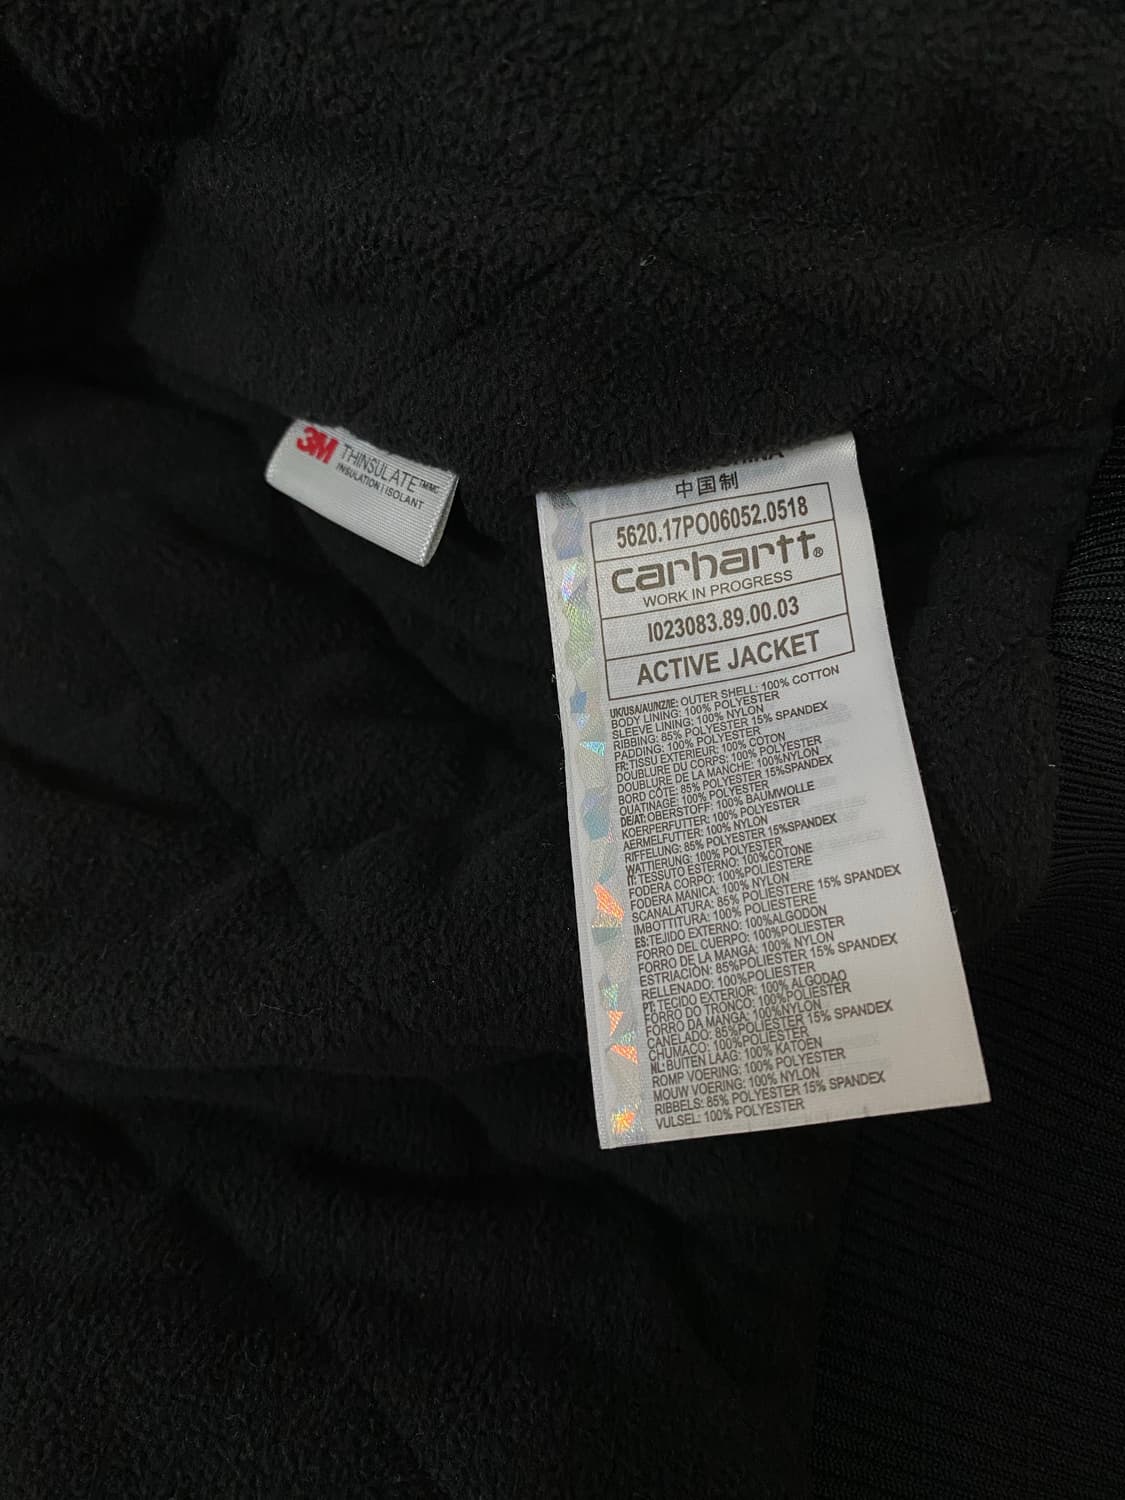 3M THINSULATE™ᴹᶜ
INSULATION | ISOLANT
中国制
5620.17PO06052.0518
carhartt®
WORK IN PROGRESS
I023083.89.00.03
ACTIVE JACKET
UK/USA/AU/NZ/IE: OUTER SHELL: 100% COTTON
BODY LINING: 100% POLYESTER
SLEEVE LINING: 100% NYLON
RIBBING: 85% POLYESTER 15% SPANDEX
PADDING: 100% POLYESTER
FR: TISSU EXTERIEUR: 100% COTON
DOUBLURE DU CORPS: 100% POLYESTER
DOUBLURE DE LA MANCHE: 100%NYLON
BORD CÔTE: 85% POLYESTER 15%SPANDEX
OUATINAGE: 100% POLYESTER
DE/AT: OBERSTOFF: 100% BAUMWOLLE
KOERPERFUTTER: 100% POLYESTER
AERMELFUTTER: 100% NYLON
RIFFELUNG: 85% POLYESTER 15%SPANDEX
WATTIERUNG: 100% POLYESTER
IT: TESSUTO ESTERNO: 100%COTONE
FODERA CORPO: 100%POLIESTERE
FODERA MANICA: 100% NYLON
SCANALATURA: 85% POLIESTERE 15% SPANDEX
IMBOTTITURA: 100% POLIESTERE
ES:TEJIDO EXTERNO: 100%ALGODON
FORRO DEL CUERPO: 100%POLIESTER
FORRO DE LA MANGA: 100% NYLON
ESTRIACIÓN: 85%POLIESTER 15% SPANDEX
RELLENADO: 100%POLIESTER
PT: TECIDO EXTERIOR: 100% ALGODAO
FORRO DO TRONCO: 100%POLIESTER
FORRO DA MANGA: 100%NYLON
CANELADO: 85%POLIESTER 15% SPANDEX
CHUMAÇO: 100%POLIESTER
NL: BUITEN LAAG: 100% KATOEN
ROMP VOERING: 100% POLYESTER
MOUW VOERING: 100% NYLON
RIBBELS: 85% POLYESTER 15% SPANDEX
VULSEL: 100% POLYESTER